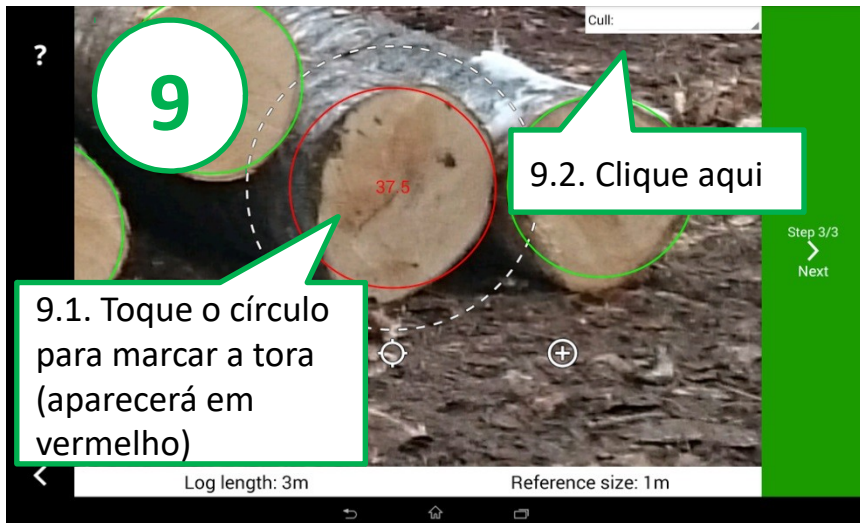 Cull:
?
9
37.5
9.2. Clique aqui
Step 3/3
Next
9.1. Toque o círculo
para marcar a tora
(aparecerá em
vermelho)
Log length: 3m
Reference size: 1m